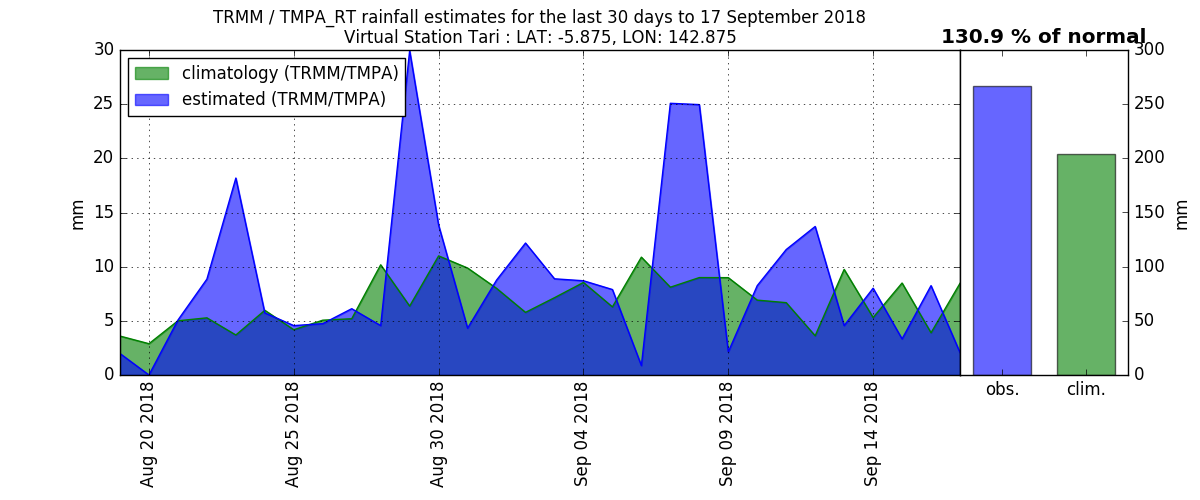 TRMM / TMPA_RT rainfall estimates for the last 30 days to 17 September 2018
Virtual Station Tari : LAT: -5.875, LON: 142.875
130.9 % of normal
climatology (TRMM/TMPA)
estimated (TRMM/TMPA)
30
25
20
15
10
5
0
mm
300
250
200
150
100
50
0
mm
Aug 20 2018
Aug 25 2018
Aug 30 2018
Sep 04 2018
Sep 09 2018
Sep 14 2018
obs.
clim.